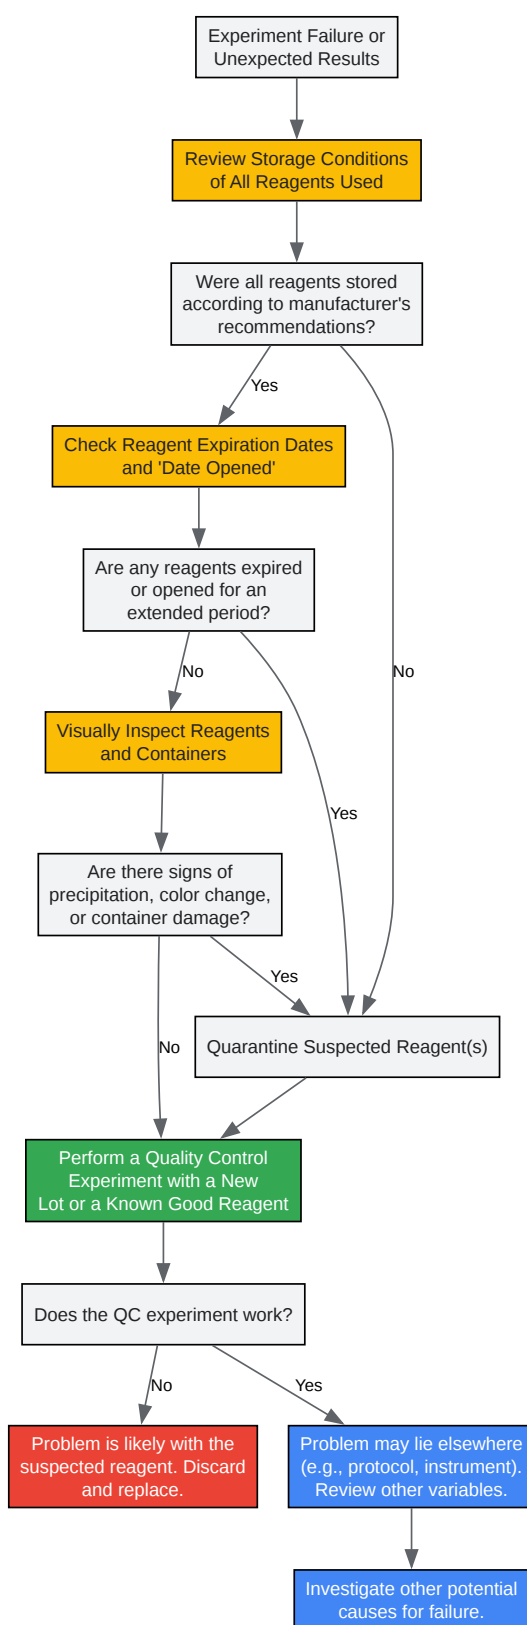 Experiment Failure or
Unexpected Results
Review Storage Conditions
of All Reagents Used
Were all reagents stored
according to manufacturer's
recommendations?
Yes
Check Reagent Expiration Dates
and 'Date Opened'
Are any reagents expired
or opened for an
extended period?
No
No
Visually Inspect Reagents
and Containers
Yes
Are there signs of
precipitation, color change,
or container damage?
Yes
Quarantine Suspected Reagent(s)
No
Perform a Quality Control
Experiment with a New
Lot or a Known Good Reagent
Does the QC experiment work?
No
Yes
Problem is likely with the
suspected reagent. Discard
and replace.
Problem may lie elsewhere
(e.g., protocol, instrument).
Review other variables.
Investigate other potential
causes for failure.